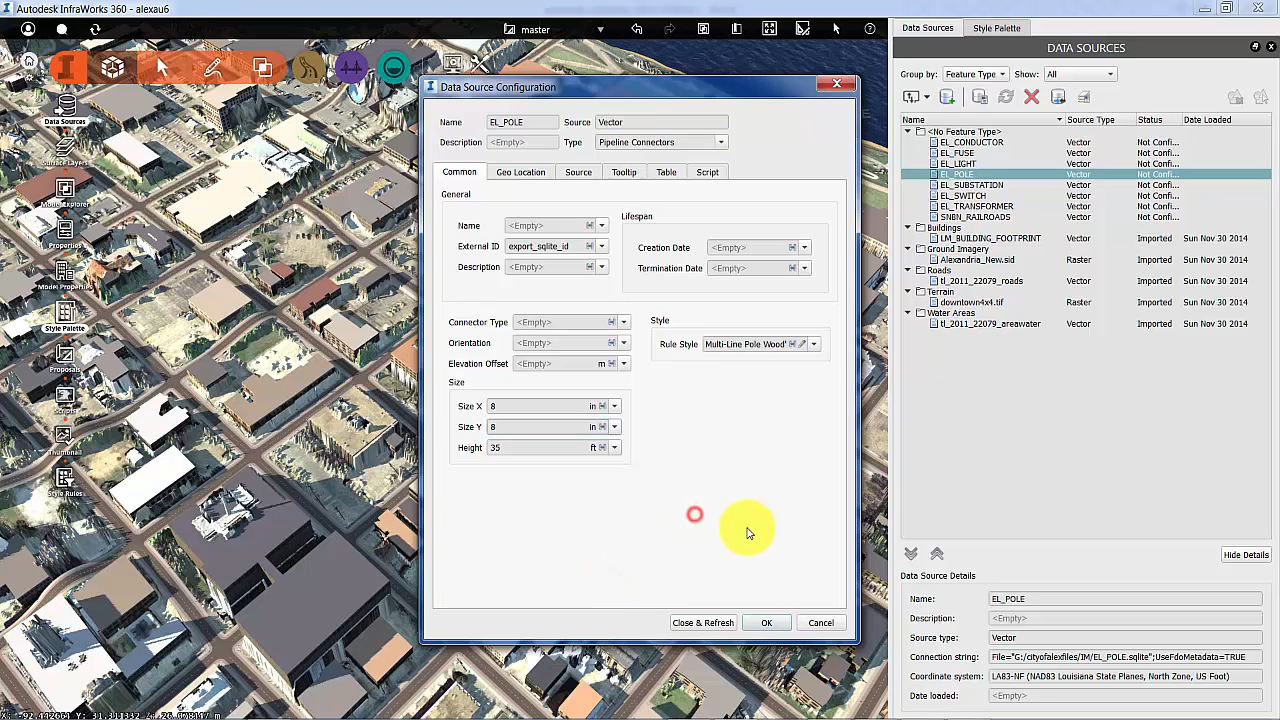 Autodesk InfraWorks 360 - alexau6
master
Data Sources
Surface Layers
Model Explorer
Properties
Model Properties
Style Palette
Proposals
Scripts
Thumbnail
Style Rules
Data Source Configuration
Name EL_POLE Source Vector
Description <Empty> Type Pipeline Connectors
Common Geo Location Source Tooltip Table Script
General
Name <Empty>
External ID export_sqlite_id
Description <Empty>
Lifespan
Creation Date <Empty>
Termination Date <Empty>
Connector Type <Empty>
Orientation <Empty>
Elevation Offset <Empty> m
Style
Rule Style Multi-Line Pole Wood'
Size
Size X 8 in
Size Y 8 in
Height 35 ft
Close & Refresh OK Cancel
Data Sources Style Palette
DATA SOURCES
Group by: Feature Type Show: All
Name Source Type Status Date Loaded
<No Feature Type>
EL_CONDUCTOR Vector Not Confi...
EL_FUSE Vector Not Confi...
EL_LIGHT Vector Not Confi...
EL_POLE Vector Not Confi...
EL_SUBSTATION Vector Not Confi...
EL_SWITCH Vector Not Confi...
EL_TRANSFORMER Vector Not Confi...
SNBN_RAILROADS Vector Not Confi...
Buildings
LM_BUILDING_FOOTPRINT Vector Imported Sun Nov 30 2014
Ground Imagery
Alexandria_New.sid Raster Imported Sun Nov 30 2014
Roads
tl_2011_22079_roads Vector Imported Sun Nov 30 2014
Terrain
downtown4x4.tif Raster Imported Sun Nov 30 2014
Water Areas
tl_2011_22079_areawater Vector Imported Sun Nov 30 2014
Hide Details
Data Source Details
Name: EL_POLE
Description: <Empty>
Source type: Vector
Connection string: File="G:/cityofalexfiles/IM/EL_POLE.sqlite";UseFdoMetadata=TRUE
Coordinate system: LA83-NF (NAD83 Louisiana State Planes, North Zone, US Foot)
Date loaded: <Empty>